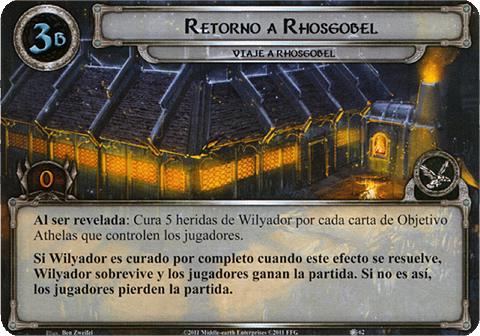 3B
Retorno a Rhosgobel
Viaje a Rhosgobel
0
Al ser revelada: Cura 5 heridas de Wilyador por cada carta de Objetivo
Athelas que controlen los jugadores.
Si Wilyador es curado por completo cuando este efecto se resuelve,
Wilyador sobrevive y los jugadores ganan la partida. Si no es así,
los jugadores pierden la partida.
Illus. Ben Zweifel
©2011 Middle-earth Enterprises ©2011 FFG
62